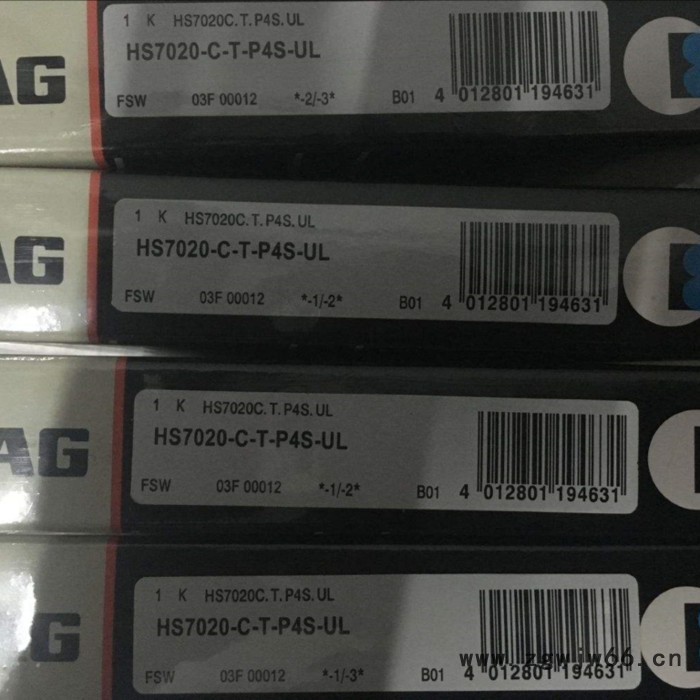 AG
1 K HS7020C.T.P4S.UL
HS7020-C-T-P4S-UL
FSW 03F 00012 *-2/-3* B01 4 012801 194631
AG
1 K HS7020C.T.P4S.UL
HS7020-C-T-P4S-UL
FSW 03F 00012 *-1/-2* B01 4 012801 194631
AG
1 K HS7020C.T.P4S.UL
HS7020-C-T-P4S-UL
FSW 03F 00012 *-1/-2* B01 4 012801 194631
AG
1 K HS7020C.T.P4S.UL
HS7020-C-T-P4S-UL
FSW 03F 00012 *-1/-3* B01 4 012801 194631
www.zgwjw66.cn